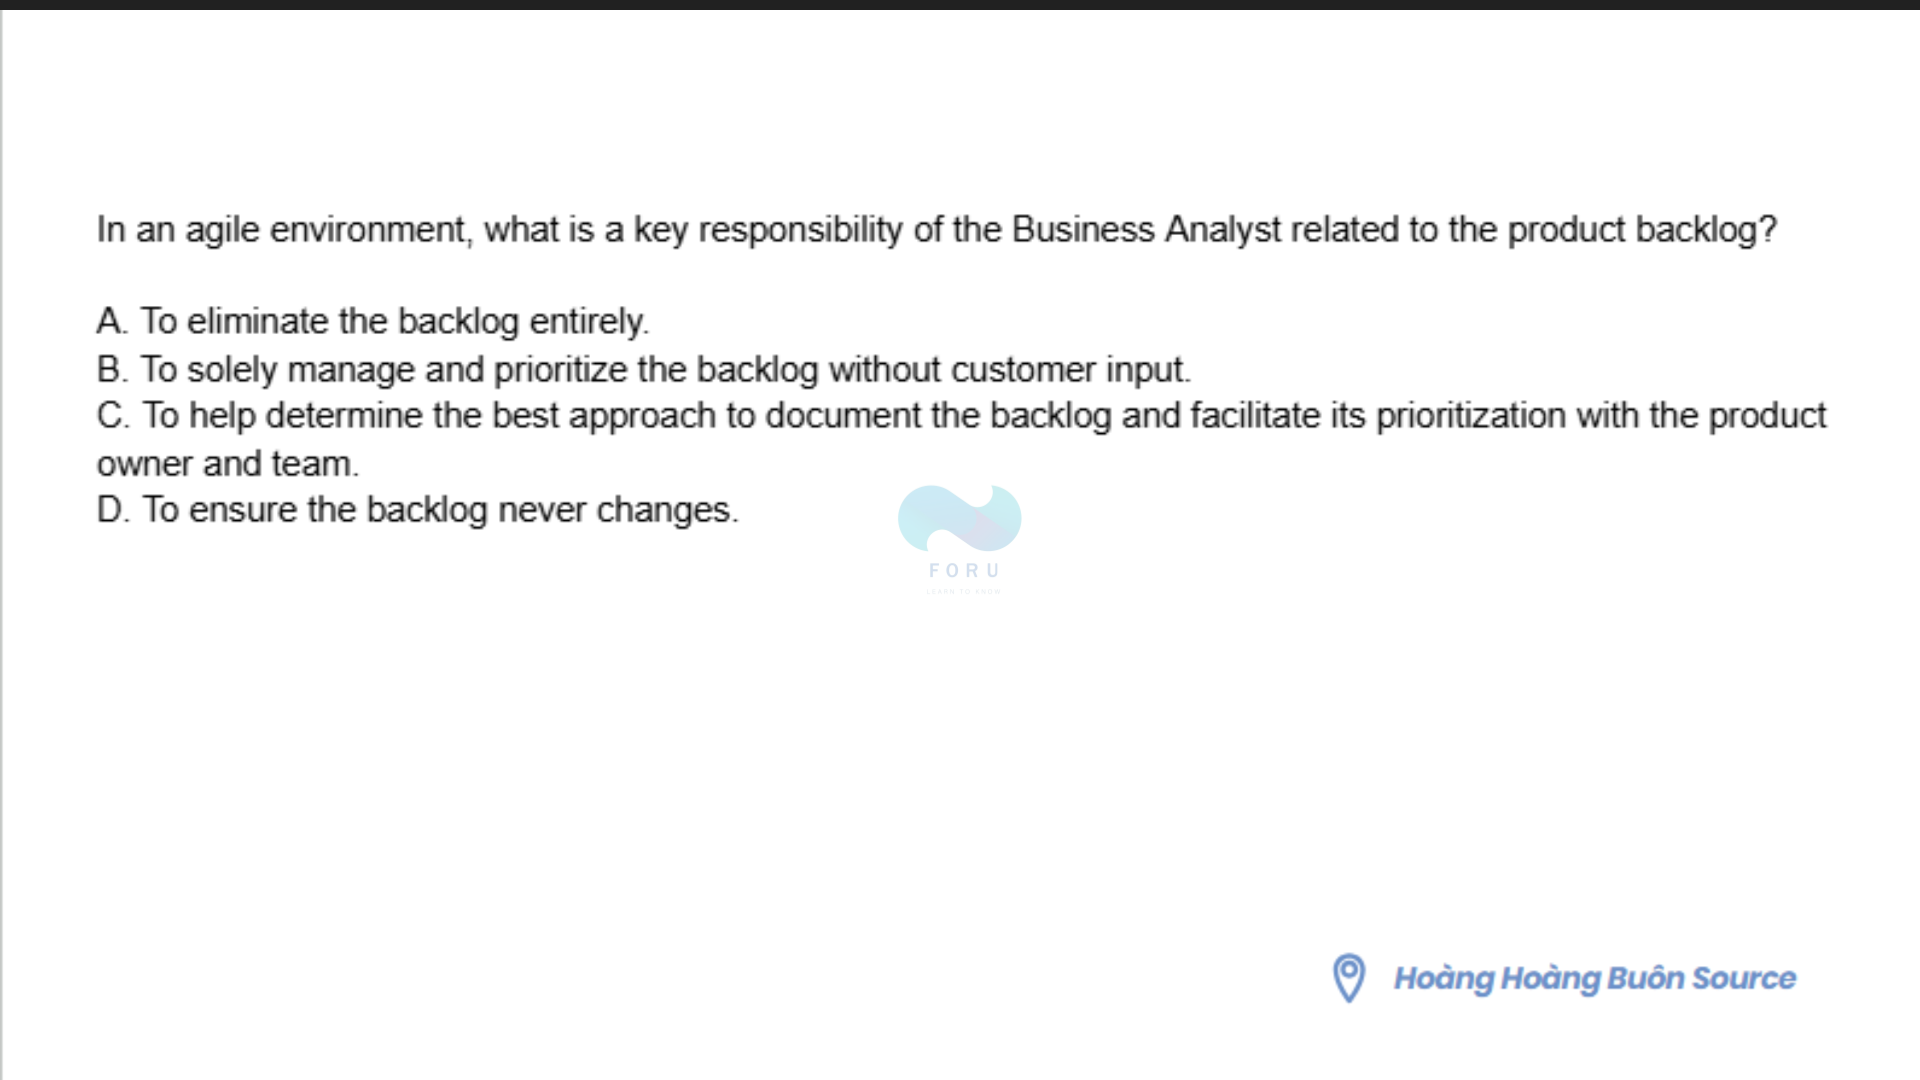 In an agile environment, what is a key responsibility of the Business Analyst related to the product backlog?
A. To eliminate the backlog entirely.
B. To solely manage and prioritize the backlog without customer input.
C. To help determine the best approach to document the backlog and facilitate its prioritization with the product
owner and team.
D. To ensure the backlog never changes.
FORU
LEARN TO KNOW
Hoàng Hoàng Buôn Source